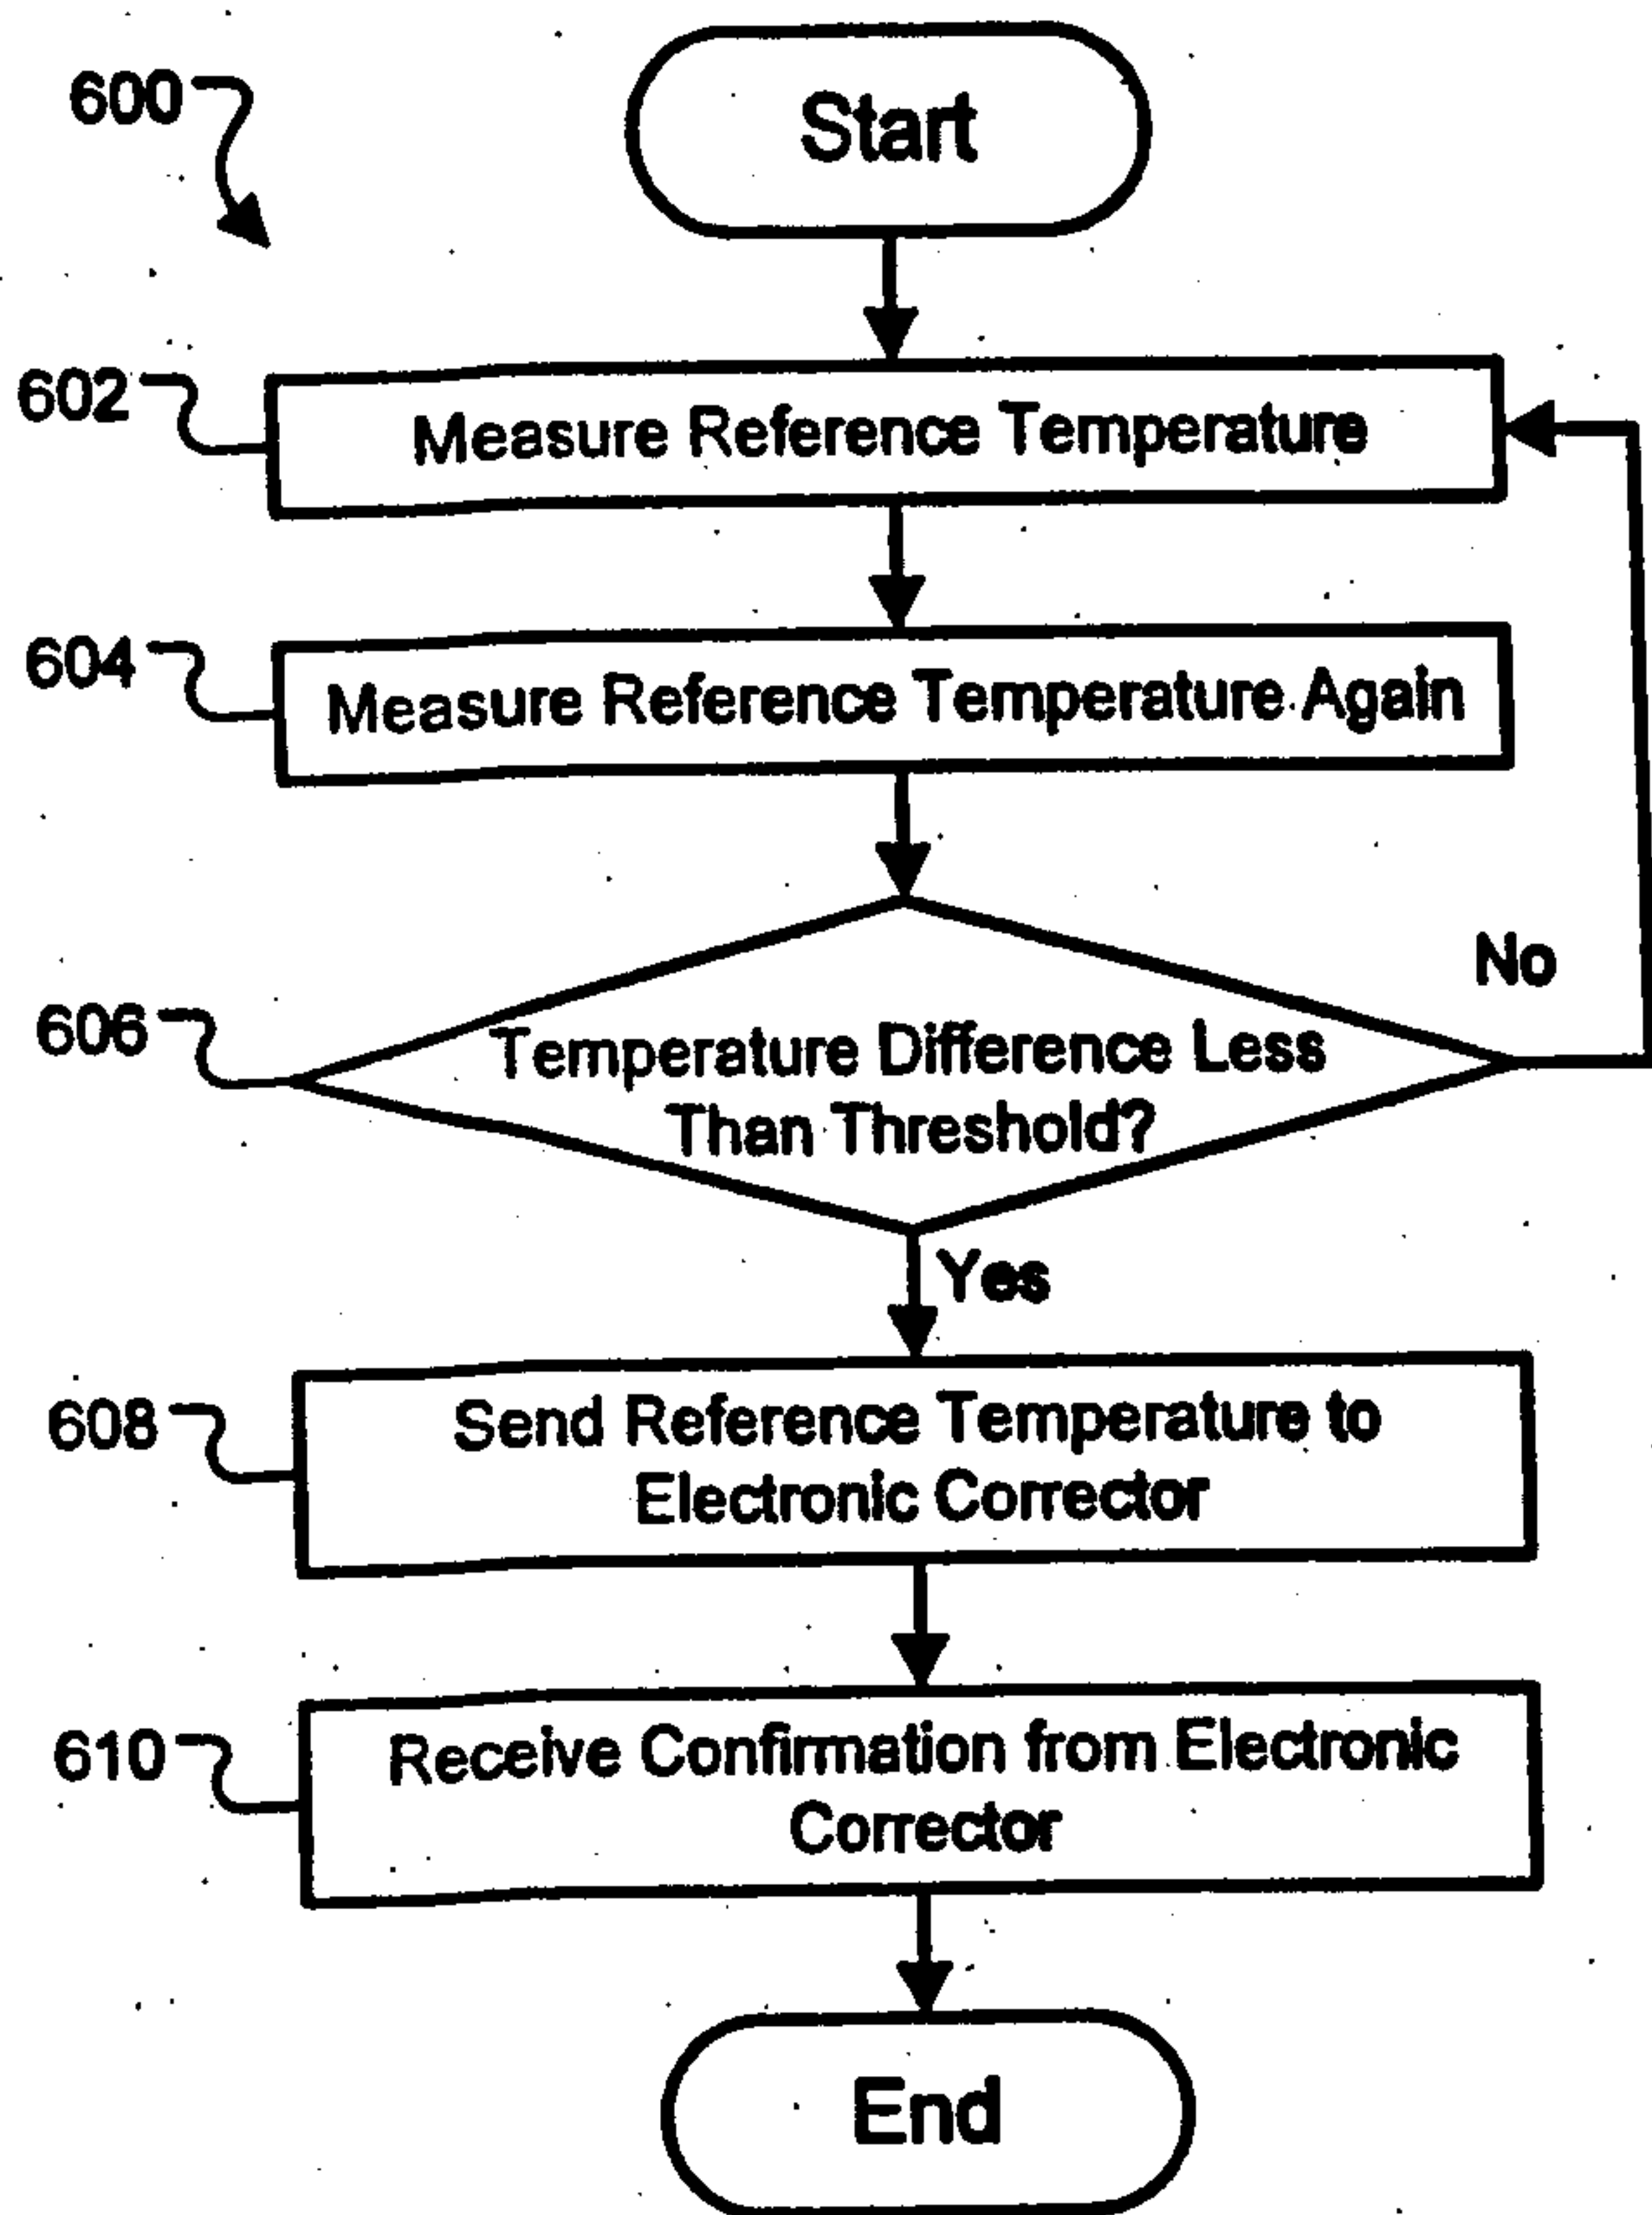 600
Start
602
Measure Reference Temperature
604
Measure Reference Temperature Again
No
606
Temperature Difference Less
Than Threshold?
Yes
608
Send Reference Temperature to
Electronic Corrector
610
Receive Confirmation from Electronic
Corrector
End